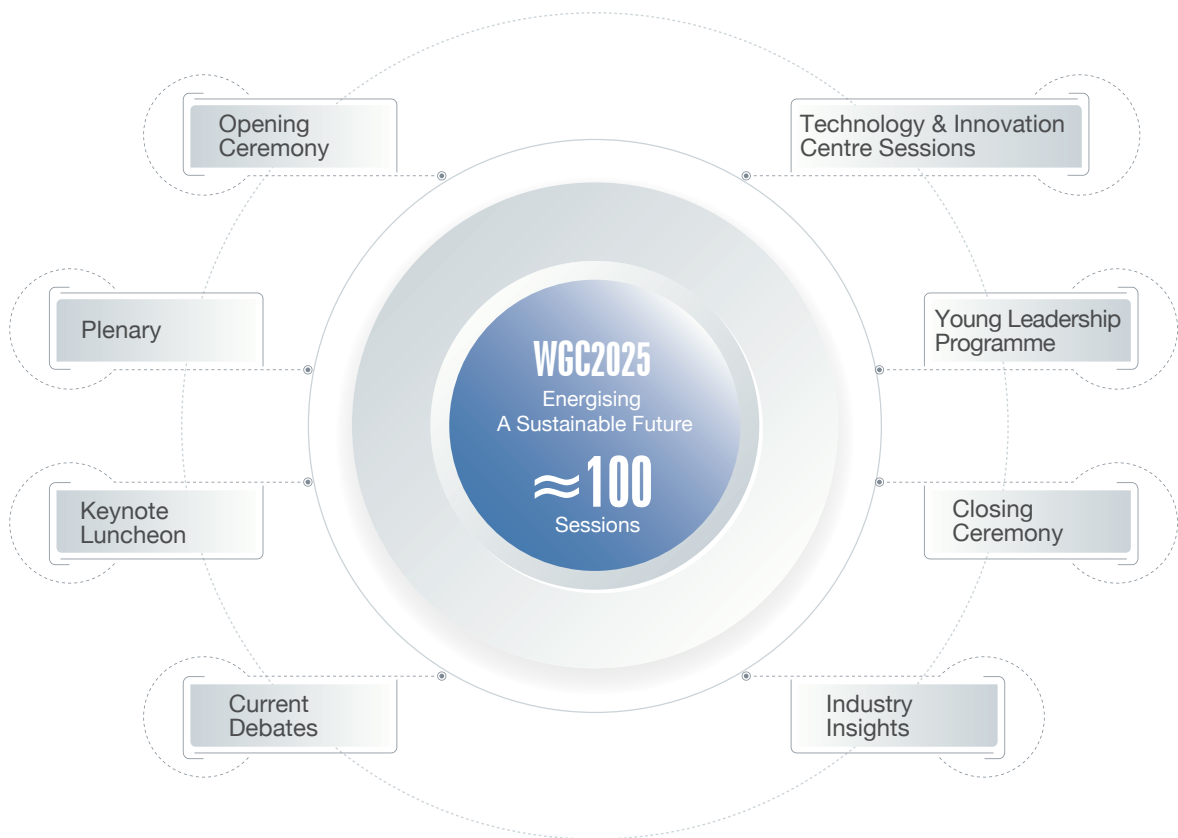 Opening
Ceremony
Technology & Innovation
Centre Sessions
Plenary
Young Leadership
Programme
WGC2025
Energising
A Sustainable Future
≈100
Sessions
Keynote
Luncheon
Closing
Ceremony
Current
Debates
Industry
Insights